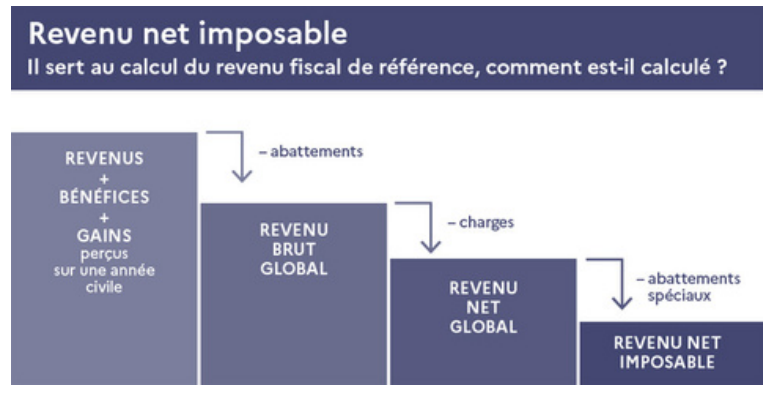 Revenu net imposable
Il sert au calcul du revenu fiscal de référence, comment est-il calculé ?
REVENUS
+
BÉNÉFICES
+
GAINS
perçus
sur une année
civile
– abattements
REVENU
BRUT
GLOBAL
– charges
REVENU
NET
GLOBAL
– abattements
spéciaux
REVENU NET
IMPOSABLE